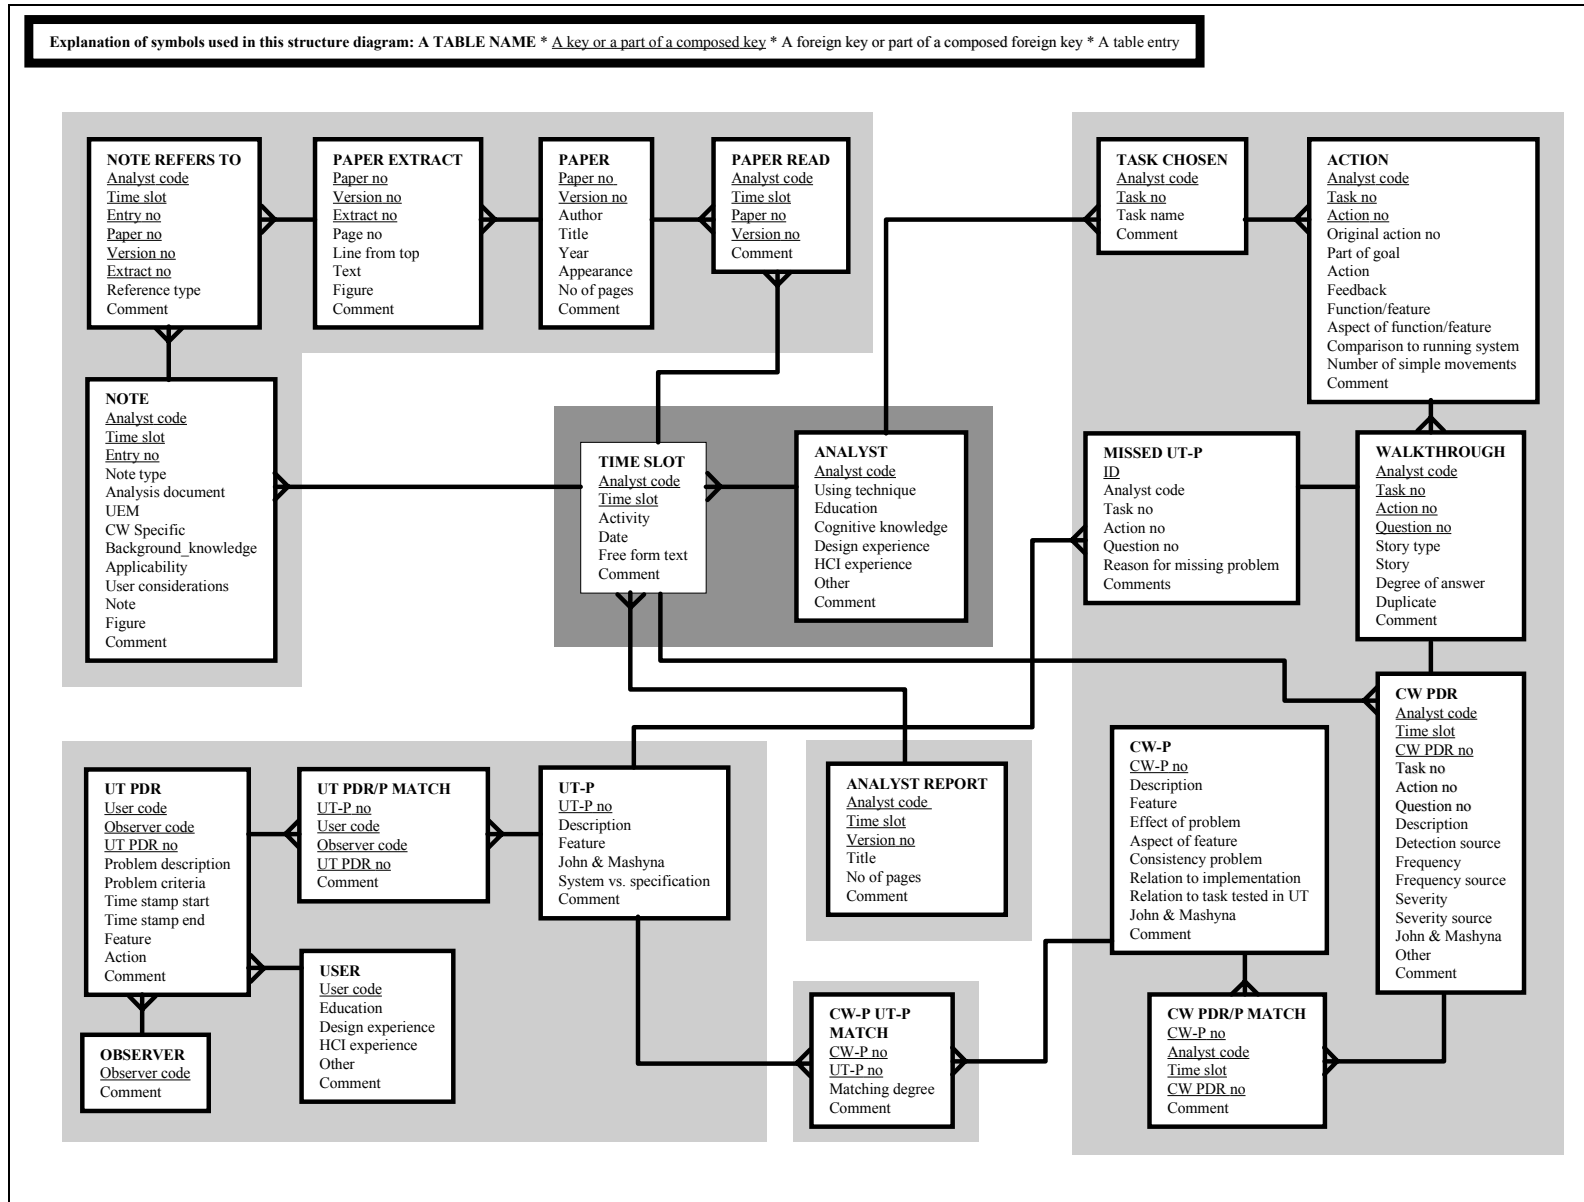 Explanation of symbols used in this structure diagram: A TABLE NAME * A key or a part of a composed key * A foreign key or part of a composed foreign key * A table entry
NOTE REFERS TO
Analyst code
Time slot
Entry no
Paper no
Version no
Extract no
Reference type
Comment
PAPER EXTRACT
Paper no
Version no
Extract no
Page no
Line from top
Text
Figure
Comment
PAPER
Paper no
Version no
Author
Title
Year
Appearance
No of pages
Comment
PAPER READ
Analyst code
Time slot
Paper no
Version no
Comment
TASK CHOSEN
Analyst code
Task no
Task name
Comment
ACTION
Analyst code
Task no
Action no
Original action no
Part of goal
Action
Feedback
Function/feature
Aspect of function/feature
Comparison to running system
Number of simple movements
Comment
NOTE
Analyst code
Time slot
Entry no
Note type
Analysis document
UEM
CW Specific
Background_knowledge
Applicability
User considerations
Note
Figure
Comment
TIME SLOT
Analyst code
Time slot
Activity
Date
Free form text
Comment
ANALYST
Analyst code
Using technique
Education
Cognitive knowledge
Design experience
HCI experience
Other
Comment
MISSED UT-P
ID
Analyst code
Task no
Action no
Question no
Reason for missing problem
Comments
WALKTHROUGH
Analyst code
Task no
Action no
Question no
Story type
Story
Degree of answer
Duplicate
Comment
UT PDR
User code
Observer code
UT PDR no
Problem description
Problem criteria
Time stamp start
Time stamp end
Feature
Action
Comment
UT PDR/P MATCH
UT-P no
User code
Observer code
UT PDR no
Comment
UT-P
UT-P no
Description
Feature
John & Mashyna
System vs. specification
Comment
ANALYST REPORT
Analyst code
Time slot
Version no
Title
No of pages
Comment
CW-P
CW-P no
Description
Feature
Effect of problem
Aspect of feature
Consistency problem
Relation to implementation
Relation to task tested in UT
John & Mashyna
Comment
CW PDR
Analyst code
Time slot
CW PDR no
Task no
Action no
Question no
Description
Detection source
Frequency
Frequency source
Severity
Severity source
John & Mashyna
Other
Comment
USER
User code
Education
Design experience
HCI experience
Other
Comment
OBSERVER
Observer code
Comment
CW-P UT-P
MATCH
CW-P no
UT-P no
Matching degree
Comment
CW PDR/P MATCH
CW-P no
Analyst code
Time slot
CW PDR no
Comment